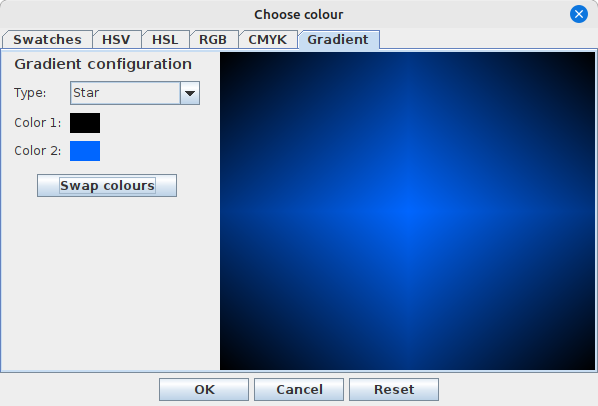 Choose colour
Swatches HSV HSL RGB CMYK Gradient
Gradient configuration
Type: Star
Color 1:
Color 2:
Swap colours
OK Cancel Reset